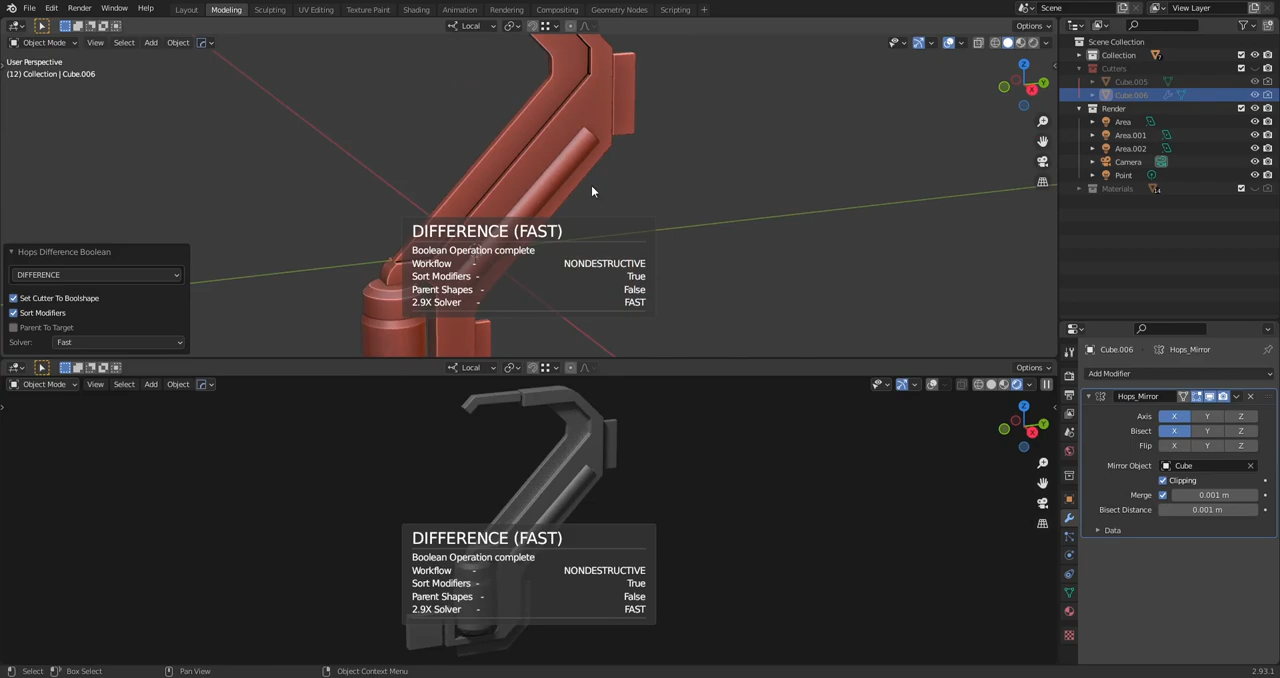 File Edit Render Window Help
Layout Modeling Sculpting UV Editing Texture Paint Shading Animation Rendering Compositing Geometry Nodes Scripting +
Scene
View Layer
Local
Options
Object Mode View Select Add Object
User Perspective
(12) Collection | Cube.006
Z
Y
X
DIFFERENCE (FAST)
Boolean Operation complete
Workflow - NONDESTRUCTIVE
Sort Modifiers - True
Parent Shapes - False
2.9X Solver - FAST
Hops Difference Boolean
DIFFERENCE
Set Cutter To Boolshape
Sort Modifiers
Parent To Target
Solver: Fast
Local
Options
Object Mode View Select Add Object
Z
Y
X
DIFFERENCE (FAST)
Boolean Operation complete
Workflow - NONDESTRUCTIVE
Sort Modifiers - True
Parent Shapes - False
2.9X Solver - FAST
Scene Collection
Collection
Cutters
Cube.005
Cube.006
Render
Area
Area.001
Area.002
Camera
Point
Materials 14
Cube.006 Hops_Mirror
Add Modifier
Hops_Mirror
Axis X Y Z
Bisect X Y Z
Flip X Y Z
Mirror Object Cube
Clipping
Merge 0.001 m
Bisect Distance 0.001 m
Data
Select Box Select Pan View Object Context Menu 2.93.1